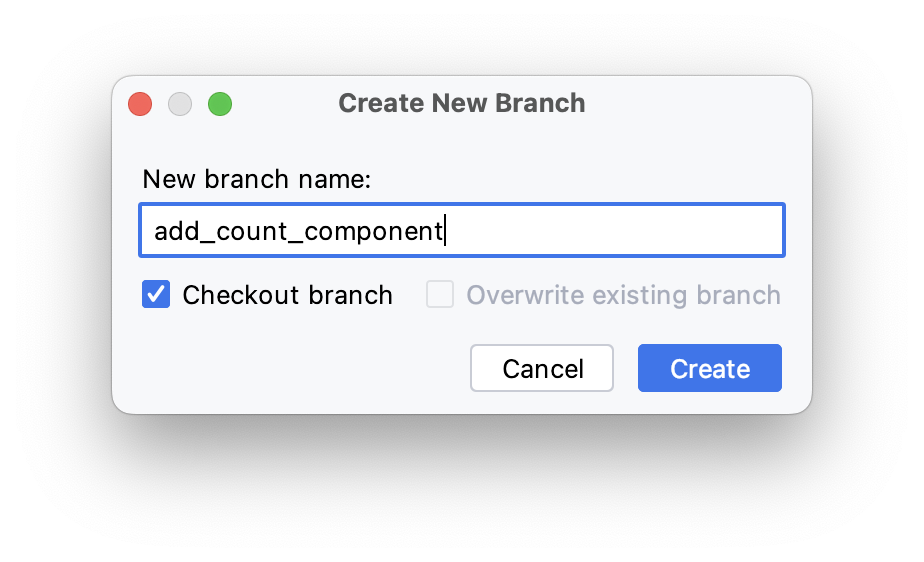 Create New Branch
New branch name:
add_count_component
Checkout branch
Overwrite existing branch
Cancel
Create